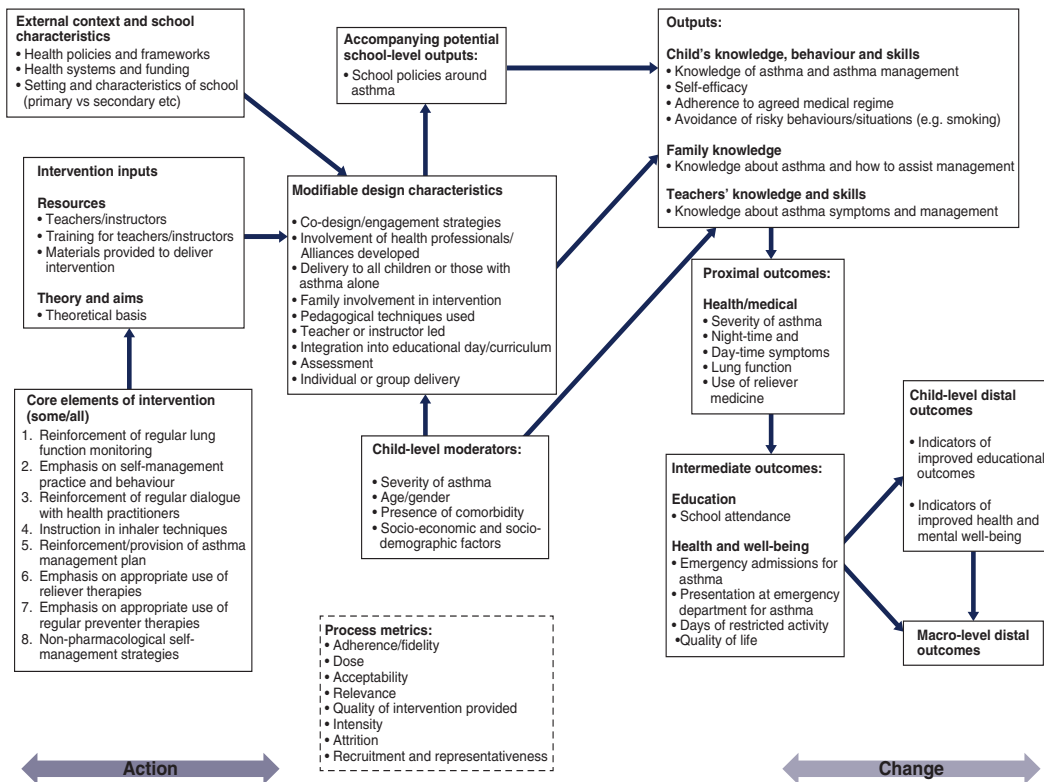 External context and school
characteristics
• Health policies and frameworks
• Health systems and funding
• Setting and characteristics of school
(primary vs secondary etc)
Accompanying potential
school-level outputs:
• School policies around
asthma
Outputs:
Child's knowledge, behaviour and skills
• Knowledge of asthma and asthma management
• Self-efficacy
• Adherence to agreed medical regime
• Avoidance of risky behaviours/situations (e.g. smoking)
Family knowledge
• Knowledge about asthma and how to assist management
Teachers' knowledge and skills
• Knowledge about asthma symptoms and management
Intervention inputs
Resources
• Teachers/instructors
• Training for teachers/instructors
• Materials provided to deliver
intervention
Theory and aims
• Theoretical basis
Modifiable design characteristics
• Co-design/engagement strategies
• Involvement of health professionals/
Alliances developed
• Delivery to all children or those with
asthma alone
• Family involvement in intervention
• Pedagogical techniques used
• Teacher or instructor led
• Integration into educational day/curriculum
• Assessment
• Individual or group delivery
Proximal outcomes:
Health/medical
• Severity of asthma
• Night-time and
• Day-time symptoms
• Lung function
• Use of reliever
medicine
Core elements of intervention
(some/all)
1. Reinforcement of regular lung
function monitoring
2. Emphasis on self-management
practice and behaviour
3. Reinforcement of regular dialogue
with health practitioners
4. Instruction in inhaler techniques
5. Reinforcement/provision of asthma
management plan
6. Emphasis on appropriate use of
reliever therapies
7. Emphasis on appropriate use of
regular preventer therapies
8. Non-pharmacological self-
management strategies
Child-level moderators:
• Severity of asthma
• Age/gender
• Presence of comorbidity
• Socio-economic and socio-
demographic factors
Intermediate outcomes:
Education
• School attendance
Health and well-being
• Emergency admissions for
asthma
• Presentation at emergency
department for asthma
• Days of restricted activity
• Quality of life
Child-level distal
outcomes
• Indicators of
improved educational
outcomes
• Indicators of
improved health and
mental well-being
Macro-level distal
outcomes
Process metrics:
• Adherence/fidelity
• Dose
• Acceptability
• Relevance
• Quality of intervention provided
• Intensity
• Attrition
• Recruitment and representativeness
Action
Change